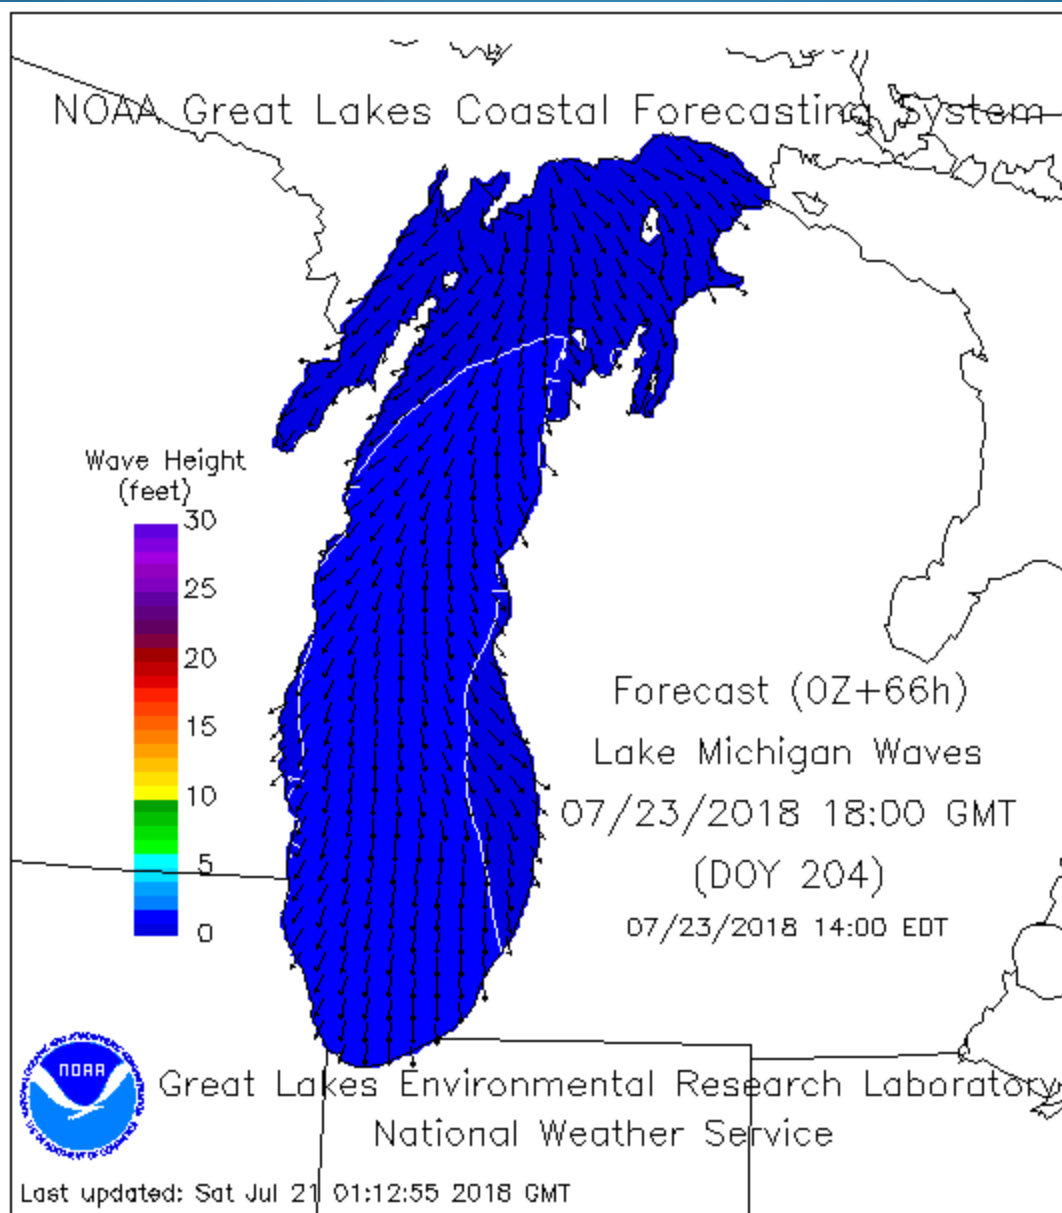 NOAA Great Lakes Coastal Forecasting System
Wave Height
(feet)
30
25
20
15
10
5
0
Forecast (0Z+66h)
Lake Michigan Waves
07/23/2018 18:00 GMT
(DOY 204)
07/23/2018 14:00 EDT
NOAA
Great Lakes Environmental Research Laboratory
National Weather Service
Last updated: Sat Jul 21 01:12:55 2018 GMT